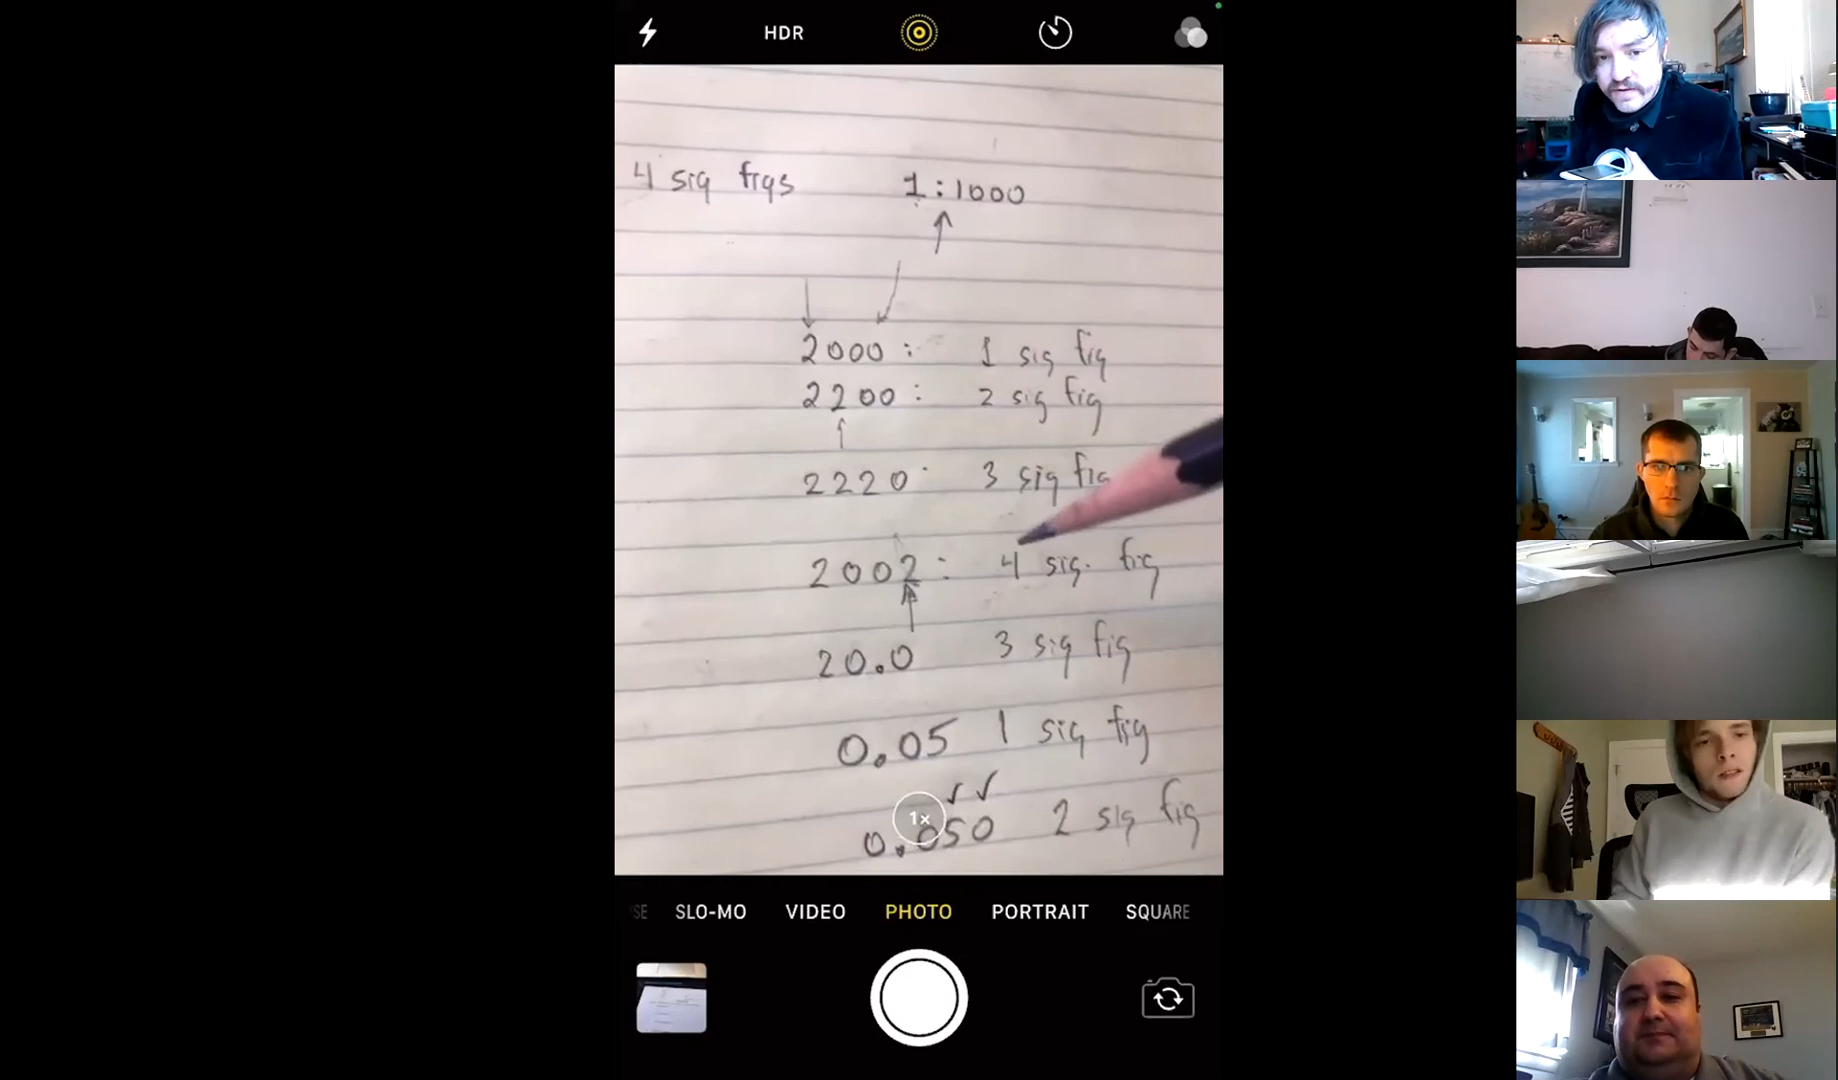 HDR
4 sig figs 1:1000
2000: 1 sig fig
2200: 2 sig fig
2220: 3 sig fig
2002: 4 sig. fig
20.0 3 sig fig
0.05 1 sig fig
0.050 2 sig fig
1×
SLO-MO VIDEO PHOTO PORTRAIT SQUARE